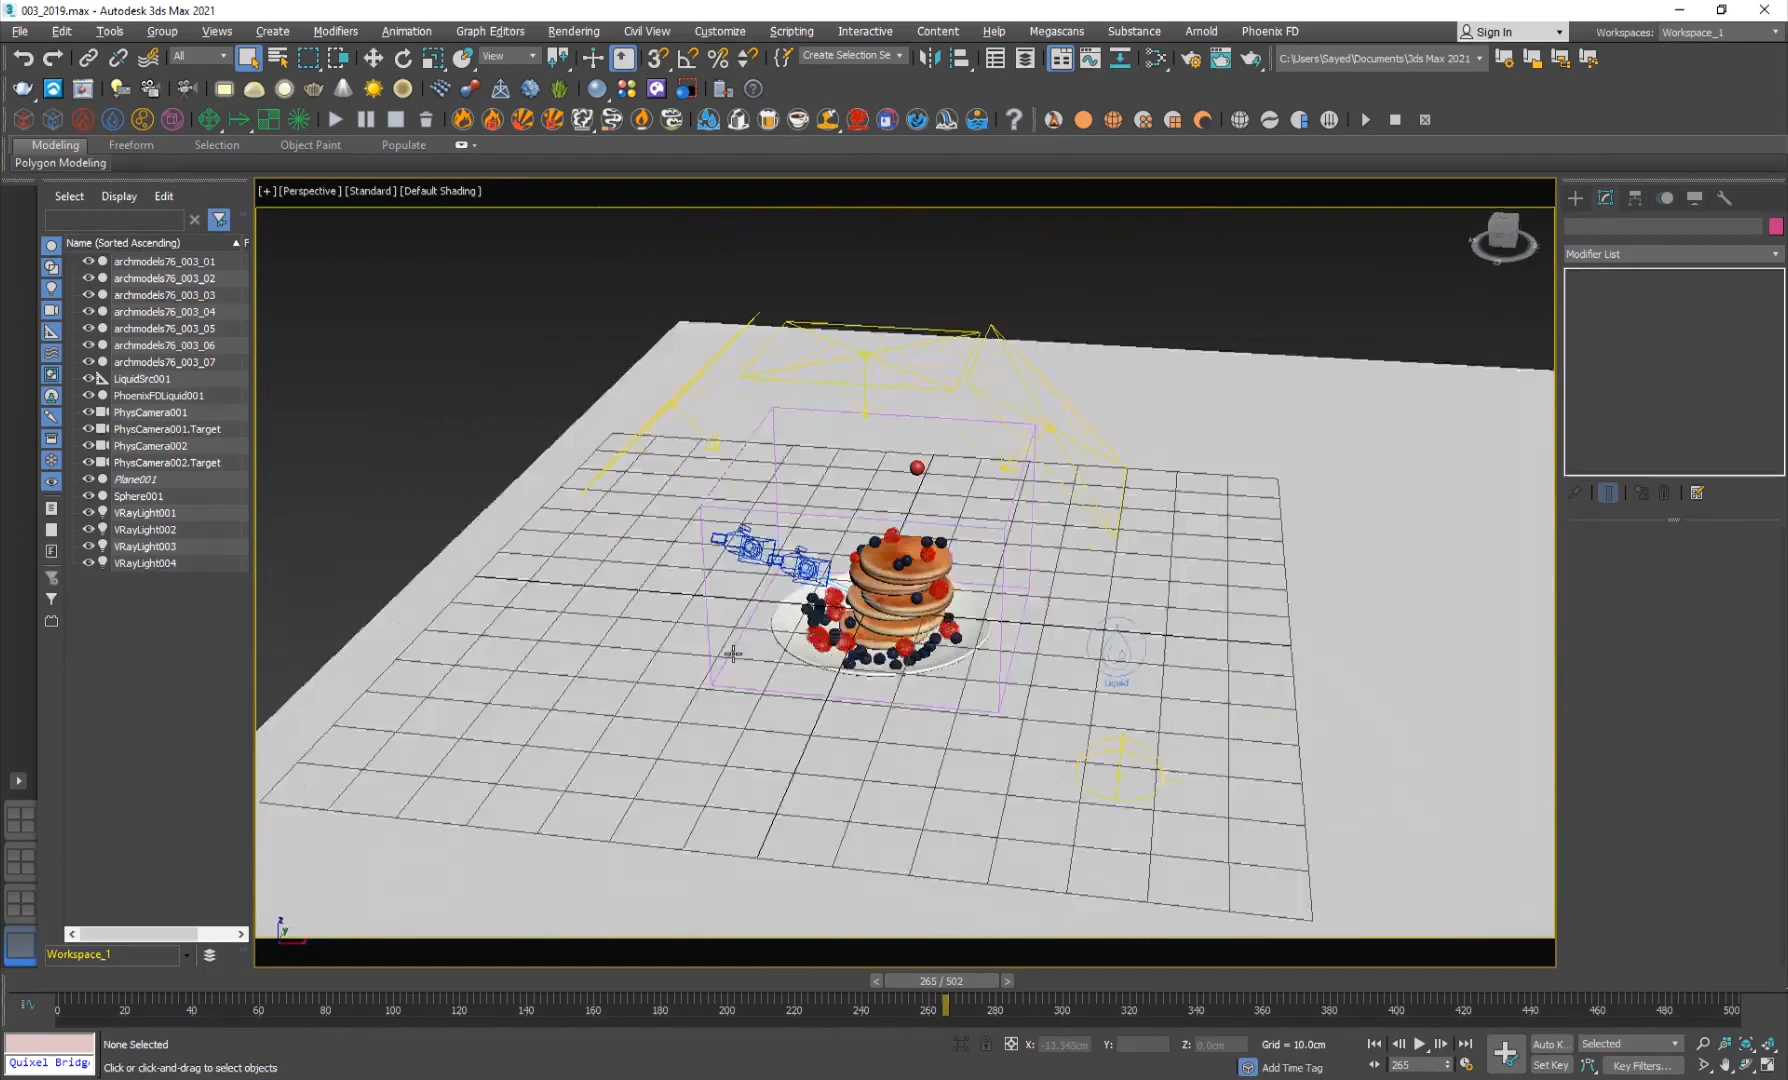 003_2019.max - Autodesk 3ds Max 2021
File Edit Tools Group Views Create Modifiers Animation Graph Editors Rendering Civil View Customize Scripting Interactive Content Help Megascans Substance Arnold Phoenix FD Sign In Workspaces: Workspace_1
All View Create Selection Se C:\Users\Sayed\Documents\3ds Max 2021
Modeling Freeform Selection Object Paint Populate
Polygon Modeling
Select Display Edit
[+] [Perspective] [Standard] [Default Shading]
Modifier List
Name (Sorted Ascending) F
archmodels76_003_01
archmodels76_003_02
archmodels76_003_03
archmodels76_003_04
archmodels76_003_05
archmodels76_003_06
archmodels76_003_07
LiquidSrc001
PhoenixFDLiquid001
PhysCamera001
PhysCamera001.Target
PhysCamera002
PhysCamera002.Target
Plane001
Sphere001
VRayLight001
VRayLight002
VRayLight003
VRayLight004
Liquid
z
y
Workspace_1
265 / 502
0 20 40 60 80 100 120 140 160 180 200 220 240 260 280 300 320 340 360 380 400 420 440 460 480 500
None Selected X: -12.945cm Y: Z: 0.0cm Grid = 10.0cm Auto K... Selected
Quixel Bridg Click or click-and-drag to select objects Add Time Tag 265 Set Key Key Filters...